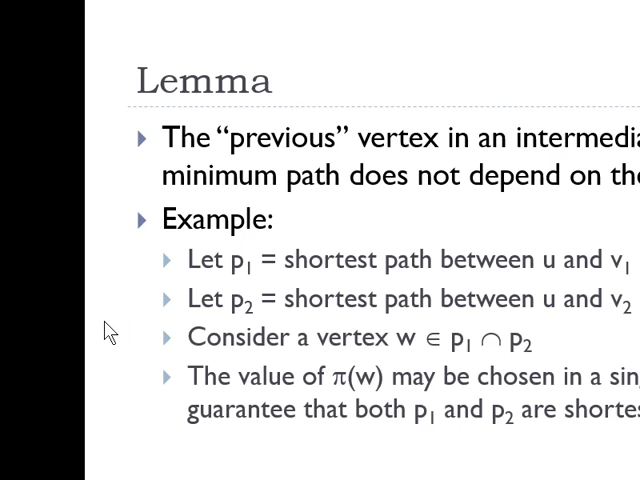 Lemma
The “previous” vertex in an intermedia
minimum path does not depend on the
Example:
Let p₁ = shortest path between u and v₁
Let p₂ = shortest path between u and v₂
Consider a vertex w ∈ p₁ ∩ p₂
The value of π(w) may be chosen in a sin
guarantee that both p₁ and p₂ are shortes